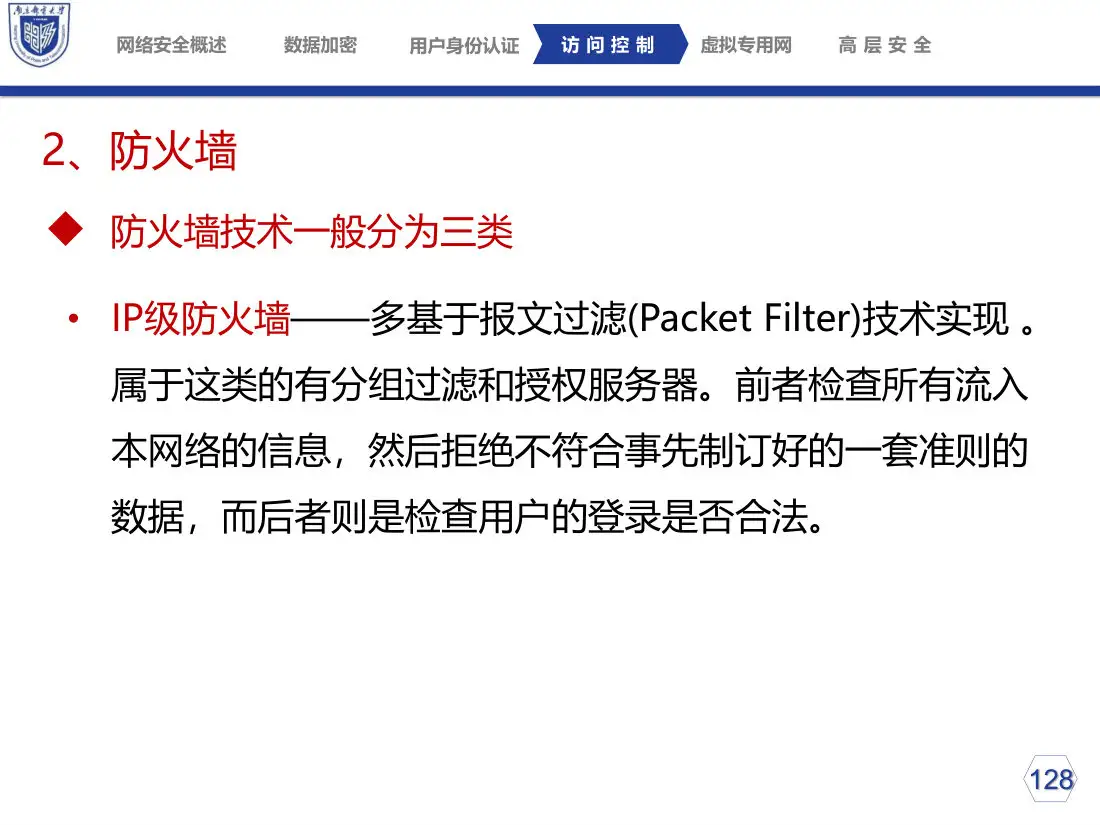 南京邮电大学
网络安全概述 数据加密 用户身份认证 访问控制 虚拟专用网 高层安全
2、防火墙
◆ 防火墙技术一般分为三类
• IP级防火墙——多基于报文过滤(Packet Filter)技术实现 。
属于这类的有分组过滤和授权服务器。前者检查所有流入
本网络的信息，然后拒绝不符合事先制订好的一套准则的
数据，而后者则是检查用户的登录是否合法。
128